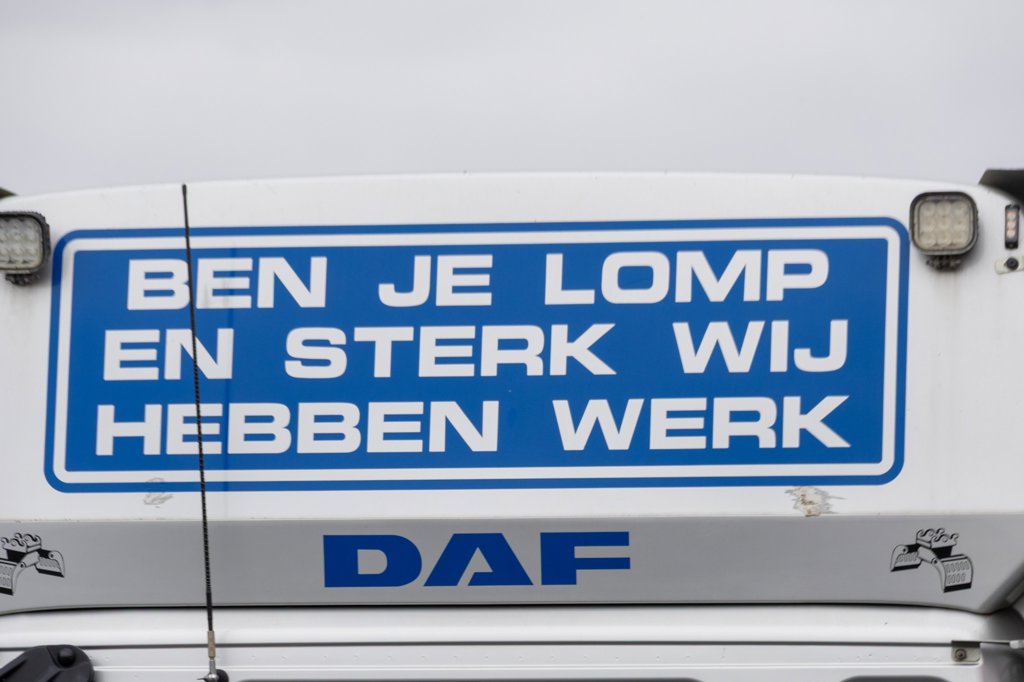 BEN JE LOMP
EN STERK WIJ
HEBBEN WERK
DAF